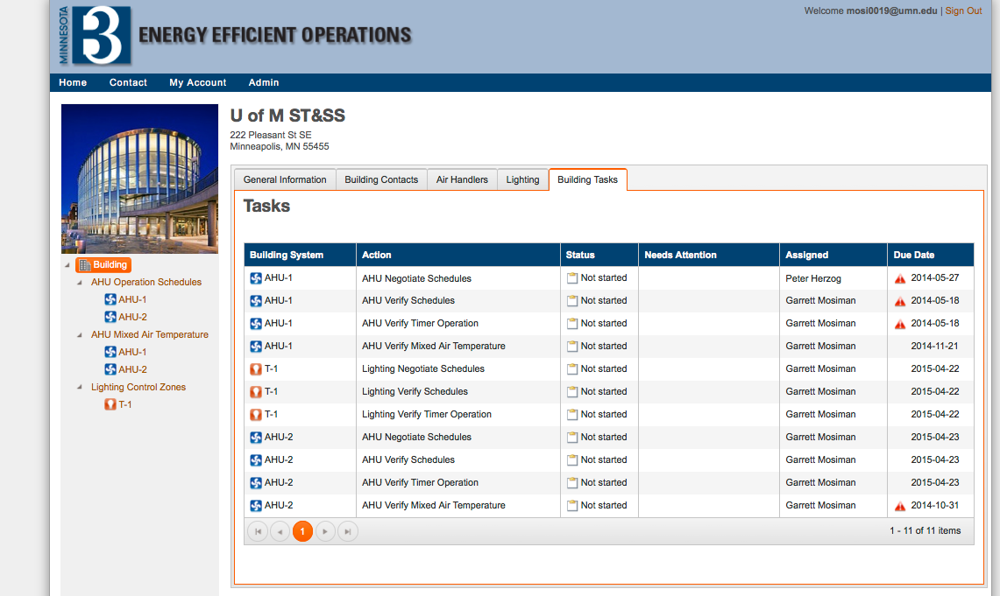 Welcome mosi0019@umn.edu | Sign Out
MINNESOTA B3 ENERGY EFFICIENT OPERATIONS
Home Contact My Account Admin
U of M ST&SS
222 Pleasant St SE
Minneapolis, MN 55455
General Information Building Contacts Air Handlers Lighting Building Tasks
Building
AHU Operation Schedules
AHU-1
AHU-2
AHU Mixed Air Temperature
AHU-1
AHU-2
Lighting Control Zones
T-1
Tasks
Building System Action Status Needs Attention Assigned Due Date
AHU-1 AHU Negotiate Schedules Not started Peter Herzog 2014-05-27
AHU-1 AHU Verify Schedules Not started Garrett Mosiman 2014-05-18
AHU-1 AHU Verify Timer Operation Not started Garrett Mosiman 2014-05-18
AHU-1 AHU Verify Mixed Air Temperature Not started Garrett Mosiman 2014-11-21
T-1 Lighting Negotiate Schedules Not started Garrett Mosiman 2015-04-22
T-1 Lighting Verify Schedules Not started Garrett Mosiman 2015-04-22
T-1 Lighting Verify Timer Operation Not started Garrett Mosiman 2015-04-22
AHU-2 AHU Negotiate Schedules Not started Garrett Mosiman 2015-04-23
AHU-2 AHU Verify Schedules Not started Garrett Mosiman 2015-04-23
AHU-2 AHU Verify Timer Operation Not started Garrett Mosiman 2015-04-23
AHU-2 AHU Verify Mixed Air Temperature Not started Garrett Mosiman 2014-10-31
1 1 - 11 of 11 items